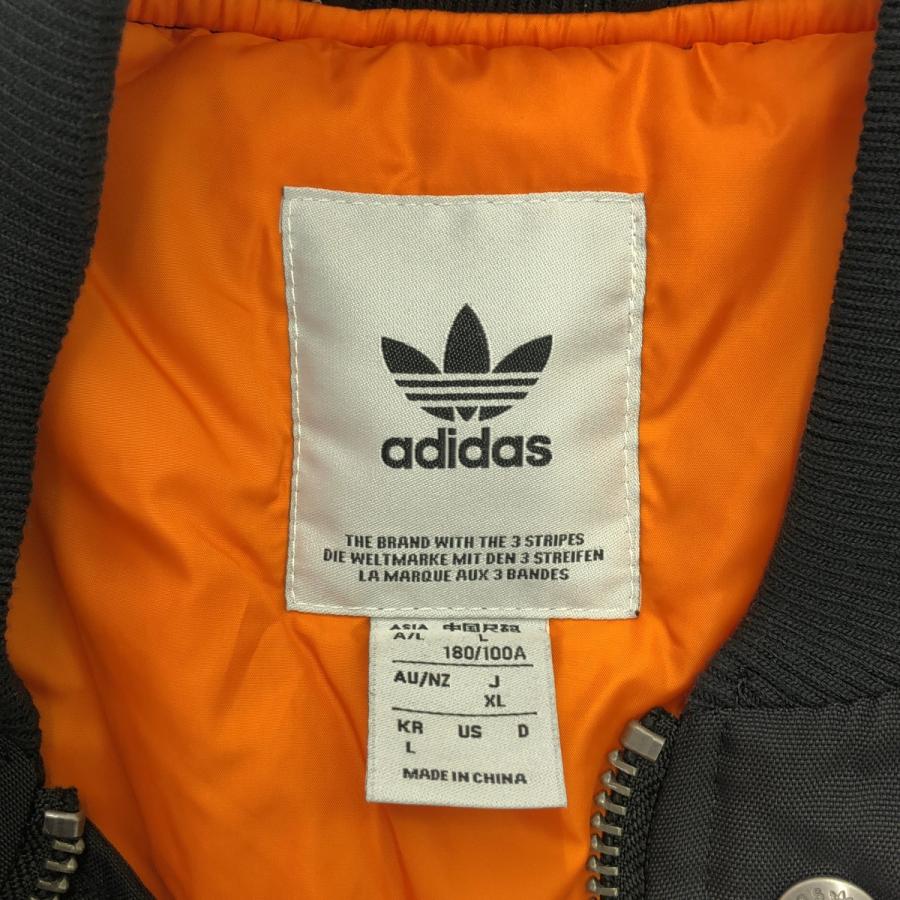 adidas
THE BRAND WITH THE 3 STRIPES
DIE WELTMARKE MIT DEN 3 STREIFEN
LA MARQUE AUX 3 BANDES
ASIA 中国尺码
A/L L
180/100A
AU/NZ J
XL
KR US D
L
MADE IN CHINA